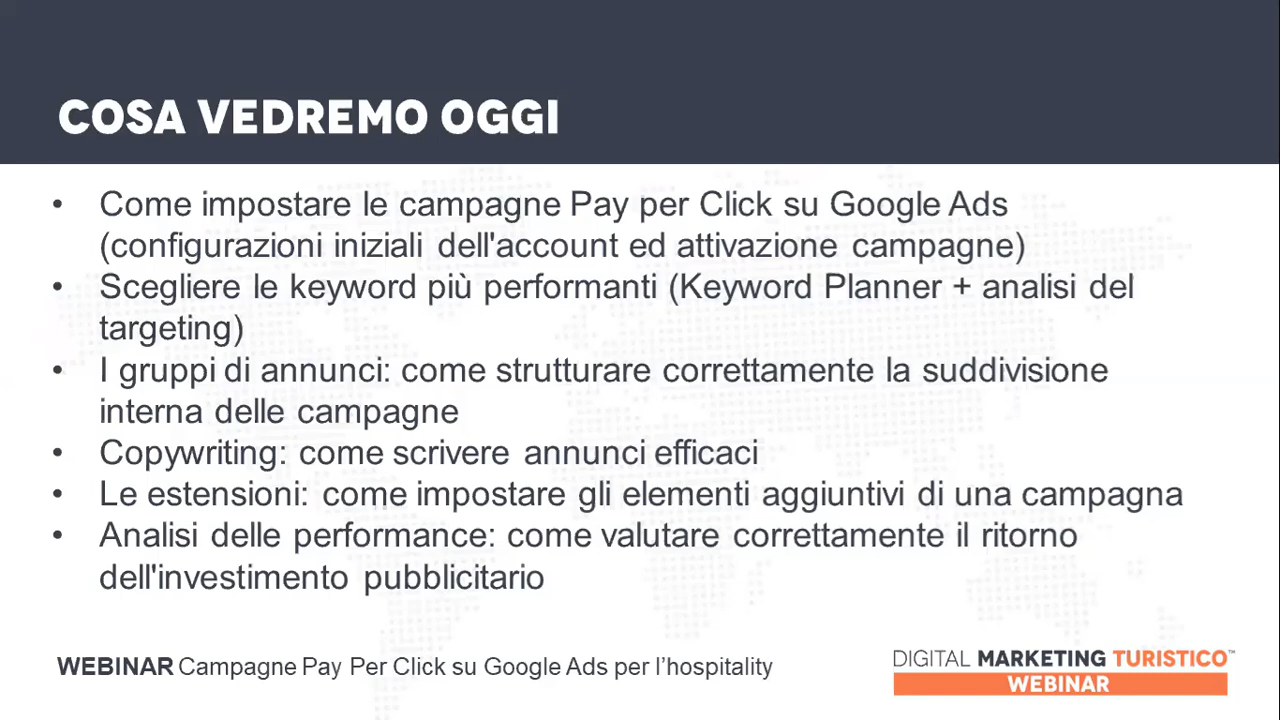 COSA VEDREMO OGGI
• Come impostare le campagne Pay per Click su Google Ads
(configurazioni iniziali dell'account ed attivazione campagne)
• Scegliere le keyword più performanti (Keyword Planner + analisi del
targeting)
• I gruppi di annunci: come strutturare correttamente la suddivisione
interna delle campagne
• Copywriting: come scrivere annunci efficaci
• Le estensioni: come impostare gli elementi aggiuntivi di una campagna
• Analisi delle performance: come valutare correttamente il ritorno
dell'investimento pubblicitario
WEBINAR Campagne Pay Per Click su Google Ads per l’hospitality
DIGITAL MARKETING TURISTICO™
WEBINAR